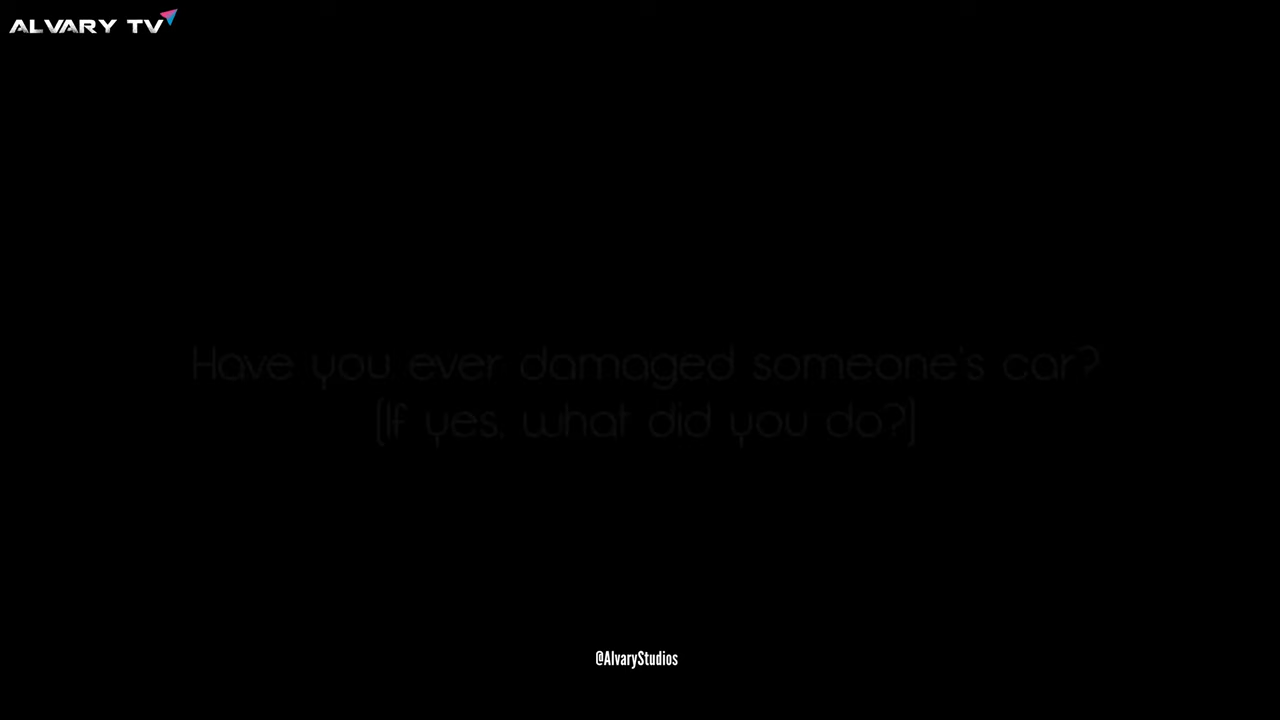 ALVARY TV
Have you ever damaged someone's car?
(If yes, what did you do?)
@AlvaryStudios